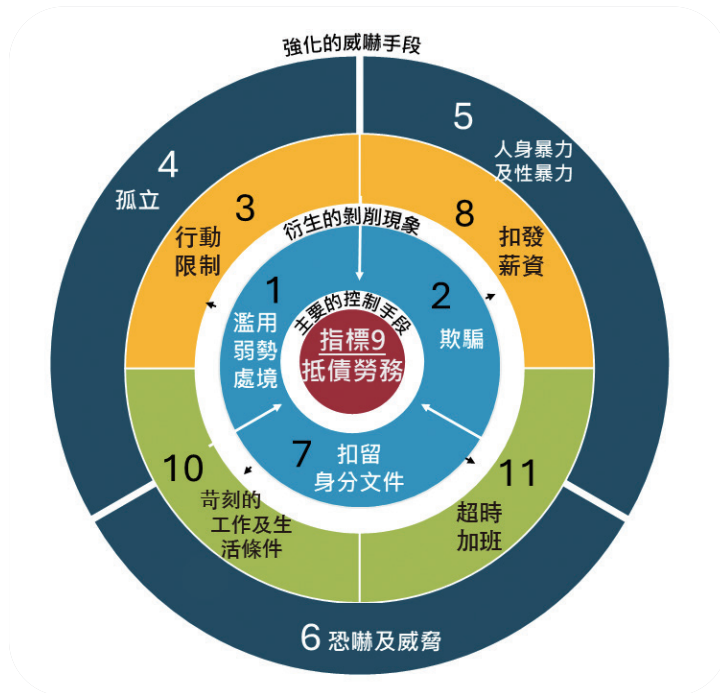 強化的威嚇手段
5
人身暴力
及性暴力
4
孤立
3
行動
限制
8
扣發
薪資
衍生的剝削現象
1
濫用
弱勢
處境
2
欺騙
主要的控制手段
指標9
抵債勞務
7
扣留
身分文件
10
苛刻的
工作及生
活條件
11
超時
加班
6 恐嚇及威脅